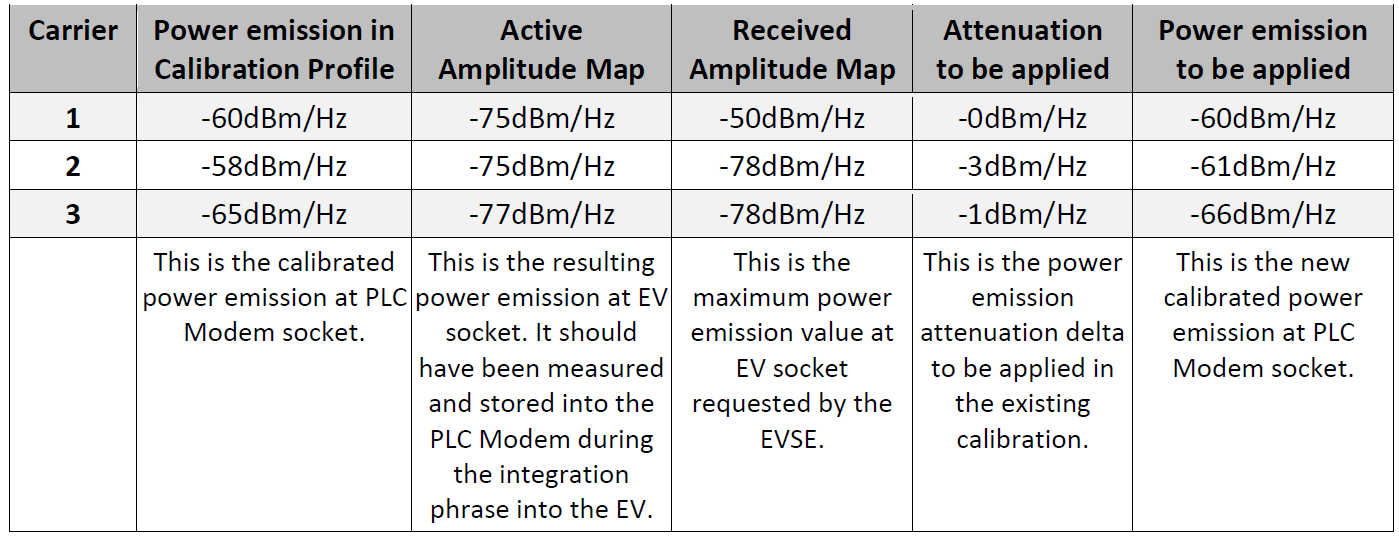 Carrier
Power emission in
Calibration Profile
Active
Amplitude Map
Received
Amplitude Map
Attenuation
to be applied
Power emission
to be applied
1
-60dBm/Hz
-75dBm/Hz
-50dBm/Hz
-0dBm/Hz
-60dBm/Hz
2
-58dBm/Hz
-75dBm/Hz
-78dBm/Hz
-3dBm/Hz
-61dBm/Hz
3
-65dBm/Hz
-77dBm/Hz
-78dBm/Hz
-1dBm/Hz
-66dBm/Hz
This is the calibrated
power emission at PLC
Modem socket.
This is the resulting
power emission at EV
socket. It should
have been measured
and stored into the
PLC Modem during
the integration
phrase into the EV.
This is the
maximum power
emission value at
EV socket
requested by the
EVSE.
This is the power
emission
attenuation delta
to be applied in
the existing
calibration.
This is the new
calibrated power
emission at PLC
Modem socket.